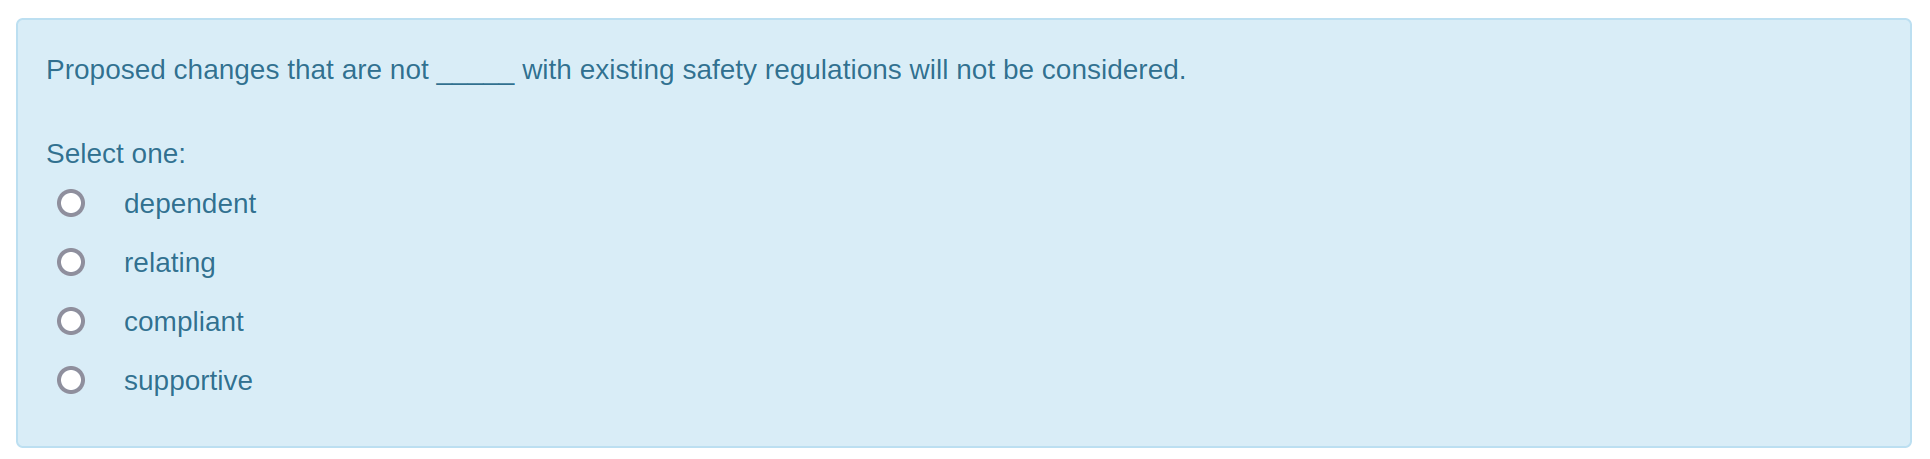 Proposed changes that are not _____ with existing safety regulations will not be considered.
Select one:
dependent
relating
compliant
supportive